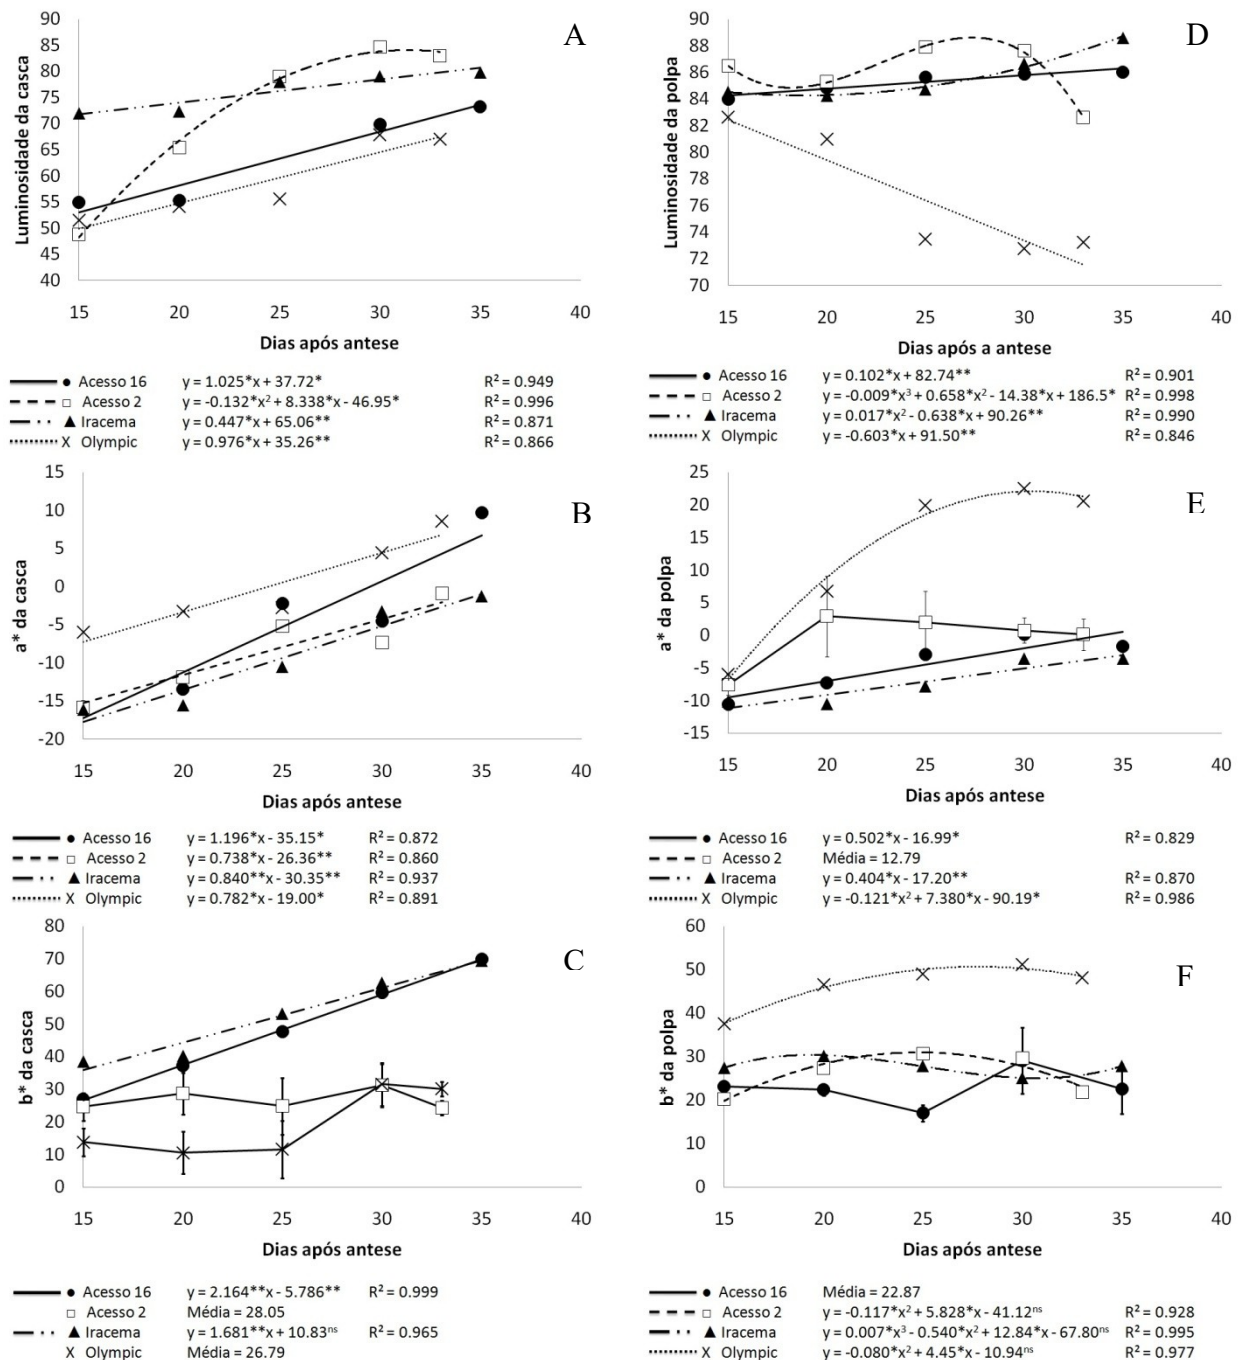 A
Luminosidade da casca
90
85
80
75
70
65
60
55
50
45
40
15 20 25 30 35 40
Dias após antese
Acesso 16 y = 1.025*x + 37.72* R² = 0.949
Acesso 2 y = -0.132*x² + 8.338*x - 46.95* R² = 0.996
Iracema y = 0.447*x + 65.06** R² = 0.871
Olympic y = 0.976*x + 35.26** R² = 0.866
D
Luminosidade da polpa
90
88
86
84
82
80
78
76
74
72
70
15 20 25 30 35 40
Dias após a antese
Acesso 16 y = 0.102*x + 82.74** R² = 0.901
Acesso 2 y = -0.009*x³ + 0.658*x² - 14.38*x + 186.5* R² = 0.998
Iracema y = 0.017*x² - 0.638*x + 90.26** R² = 0.990
Olympic y = -0.603*x + 91.50** R² = 0.846
B
a* da casca
15
10
5
0
-5
-10
-15
-20
15 20 25 30 35 40
Dias após antese
Acesso 16 y = 1.196*x - 35.15* R² = 0.872
Acesso 2 y = 0.738*x - 26.36** R² = 0.860
Iracema y = 0.840**x - 30.35** R² = 0.937
Olympic y = 0.782*x - 19.00* R² = 0.891
E
a* da polpa
25
20
15
10
5
0
-5
-10
-15
15 20 25 30 35 40
Dias após antese
Acesso 16 y = 0.502*x - 16.99* R² = 0.829
Acesso 2 Média = 12.79
Iracema y = 0.404*x - 17.20** R² = 0.870
Olympic y = -0.121*x² + 7.380*x - 90.19* R² = 0.986
C
b* da casca
80
70
60
50
40
30
20
10
0
15 20 25 30 35 40
Dias após antese
Acesso 16 y = 2.164**x - 5.786** R² = 0.999
Acesso 2 Média = 28.05
Iracema y = 1.681**x + 10.83ⁿˢ R² = 0.965
Olympic Média = 26.79
F
b* da polpa
60
50
40
30
20
10
0
15 20 25 30 35 40
Dias após antese
Acesso 16 Média = 22.87
Acesso 2 y = -0.117*x² + 5.828*x - 41.12ⁿˢ R² = 0.928
Iracema y = 0.007*x³ - 0.540*x² + 12.84*x - 67.80ⁿˢ R² = 0.995
Olympic y = -0.080*x² + 4.45*x - 10.94ⁿˢ R² = 0.977